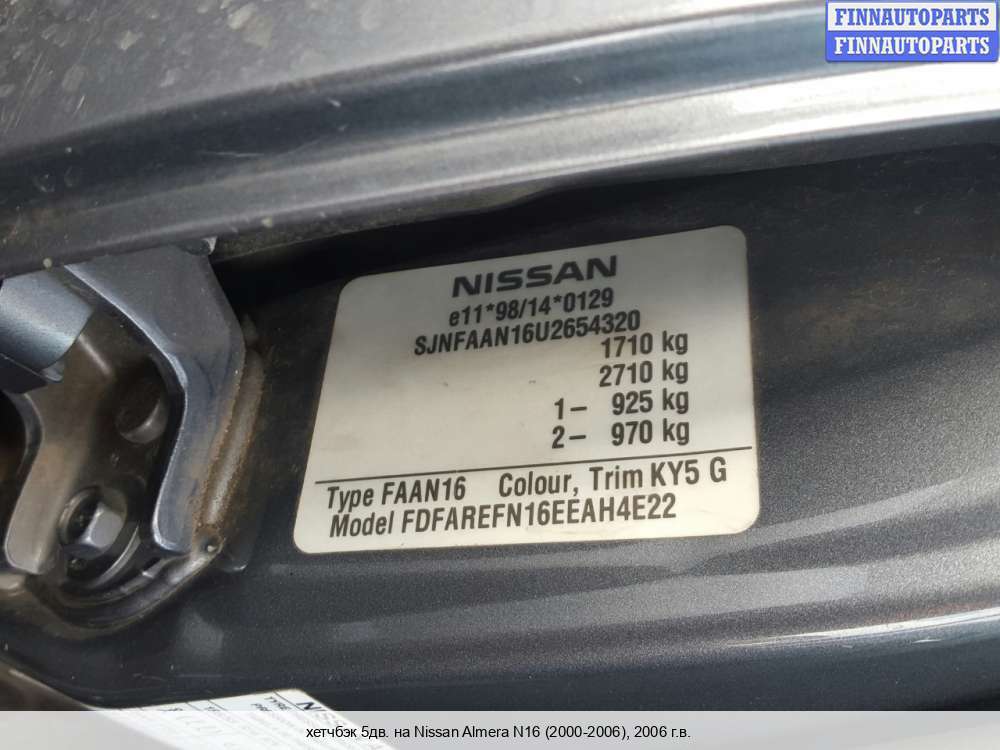 FINNAUTOPARTS
FINNAUTOPARTS
NISSAN
e11*98/14*0129
SJNFAAN16U2654320
1710 kg
2710 kg
1– 925 kg
2– 970 kg
Type FAAN16 Colour, Trim KY5 G
Model FDFAREFN16EEAH4E22
хетчбэк 5дв. на Nissan Almera N16 (2000-2006), 2006 г.в.